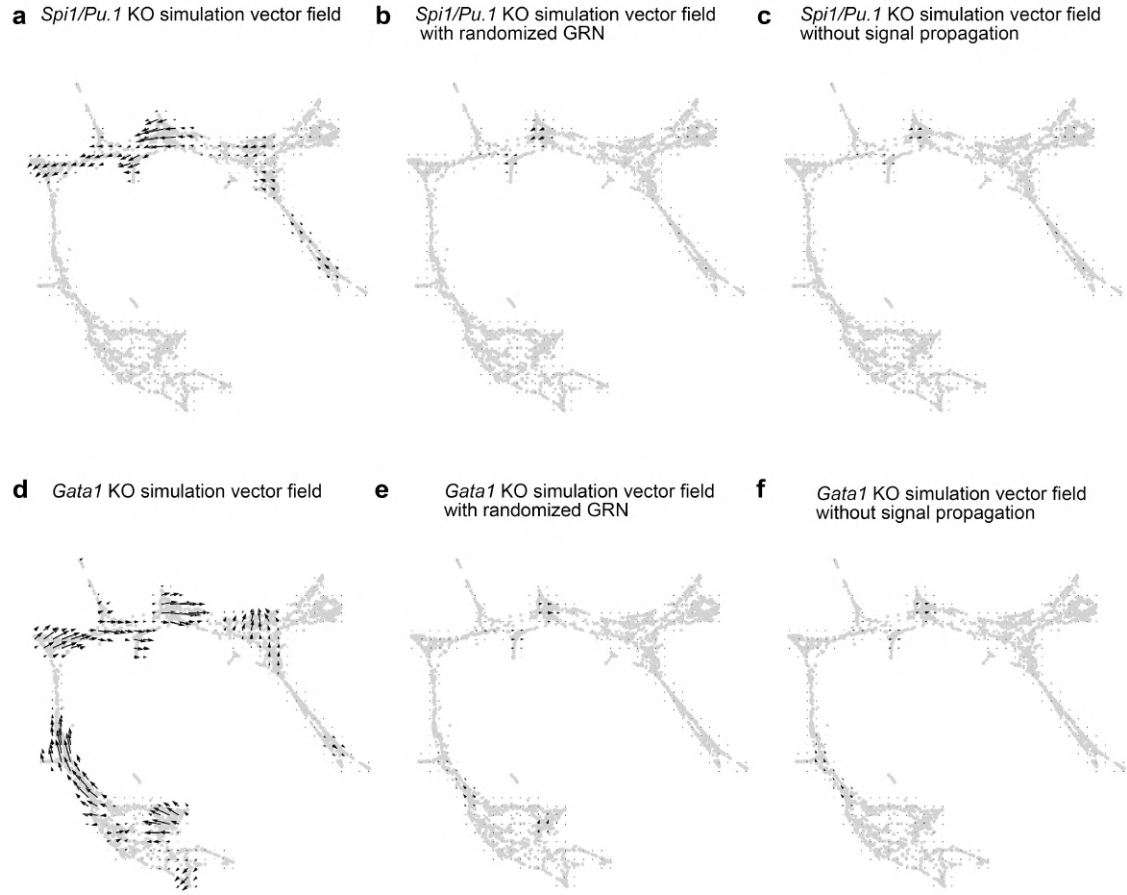 a Spi1/Pu.1 KO simulation vector field
b Spi1/Pu.1 KO simulation vector field
with randomized GRN
c Spi1/Pu.1 KO simulation vector field
without signal propagation
d Gata1 KO simulation vector field
e Gata1 KO simulation vector field
with randomized GRN
f Gata1 KO simulation vector field
without signal propagation